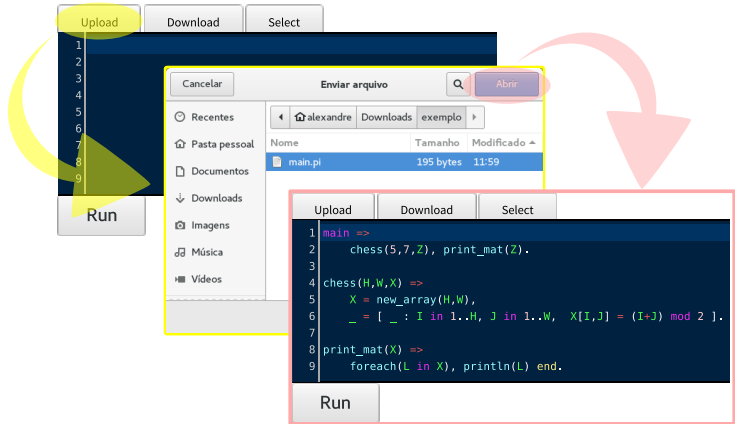 Upload Download Select
1
2
3
4
5
6
7
8
9
Run
Cancelar Enviar arquivo Abrir
Recentes
Pasta pessoal
Documentos
Downloads
Imagens
Música
Vídeos
alexandre Downloads exemplo
Nome Tamanho Modificado
main.pi 195 bytes 11:59
Upload Download Select
1 main =>
2 chess(5,7,Z), print_mat(Z).
3
4 chess(H,W,X) =>
5 X = new_array(H,W),
6 _ = [ _ : I in 1..H, J in 1..W, X[I,J] = (I+J) mod 2 ].
7
8 print_mat(X) =>
9 foreach(L in X), println(L) end.
Run